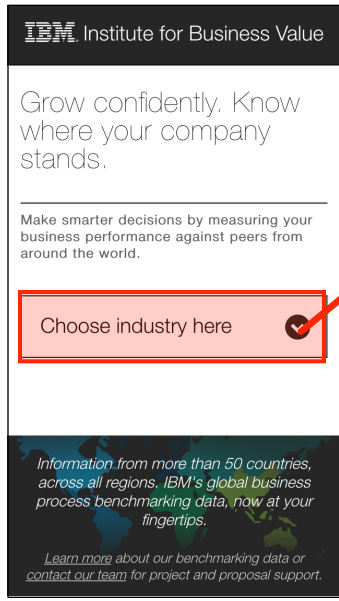 IBM. Institute for Business Value
Grow confidently. Know
where your company
stands.
Make smarter decisions by measuring your
business performance against peers from
around the world.
Choose industry here
Information from more than 50 countries,
across all regions. IBM's global business
process benchmarking data, now at your
fingertips.
Learn more about our benchmarking data or
contact our team for project and proposal support.